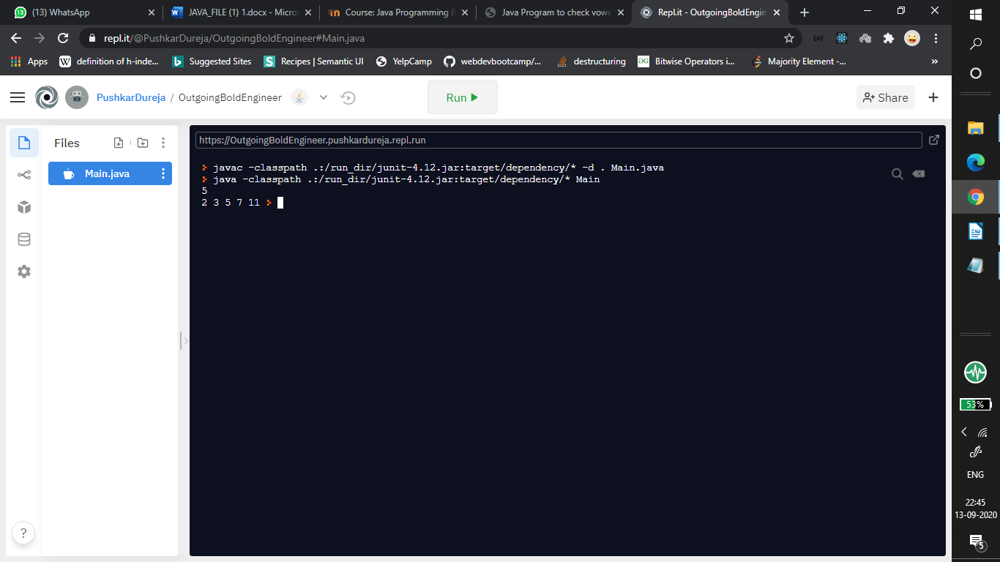 (13) WhatsApp
JAVA_FILE (1) 1.docx - Micros
Course: Java Programming (
Java Program to check vowe
Repl.it - OutgoingBoldEngin
repl.it/@PushkarDureja/OutgoingBoldEngineer#Main.java
Apps
definition of h-inde...
Suggested Sites
Recipes | Semantic UI
YelpCamp
webdevbootcamp/...
destructuring
Bitwise Operators i...
Majority Element -...
»
PushkarDureja / OutgoingBoldEngineer
Run
Share
Files
Main.java
https://OutgoingBoldEngineer.pushkardureja.repl.run
javac -classpath .:/run_dir/junit-4.12.jar:target/dependency/* -d . Main.java
java -classpath .:/run_dir/junit-4.12.jar:target/dependency/* Main
5
2 3 5 7 11
?
53%
ENG
22:45
13-09-2020
5